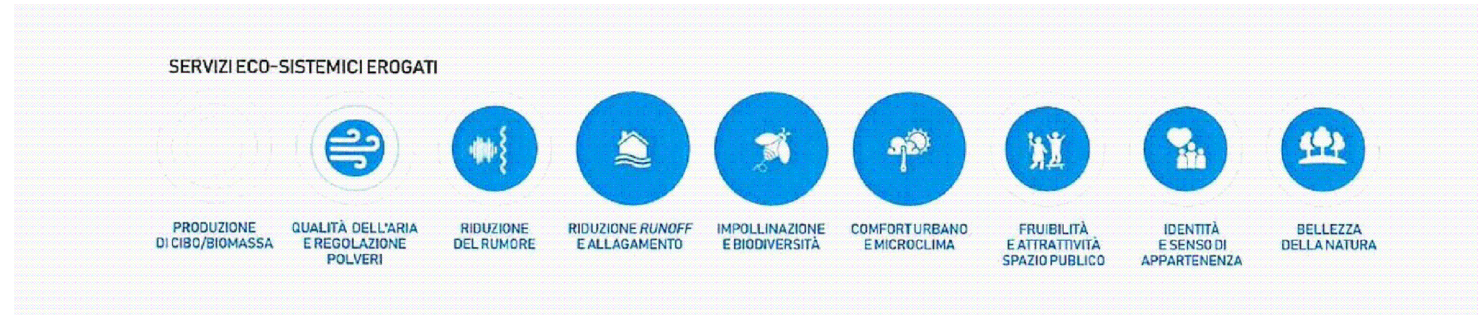 SERVIZI ECO-SISTEMICI EROGATI
PRODUZIONE
DI CIBO/BIOMASSA
QUALITÀ DELL'ARIA
E REGOLAZIONE
POLVERI
RIDUZIONE
DEL RUMORE
RIDUZIONE RUNOFF
E ALLAGAMENTO
IMPOLLINAZIONE
E BIODIVERSITÀ
COMFORT URBANO
E MICROCLIMA
FRUIBILITÀ
E ATTRATTIVITÀ
SPAZIO PUBLICO
IDENTITÀ
E SENSO DI
APPARTENENZA
BELLEZZA
DELLA NATURA